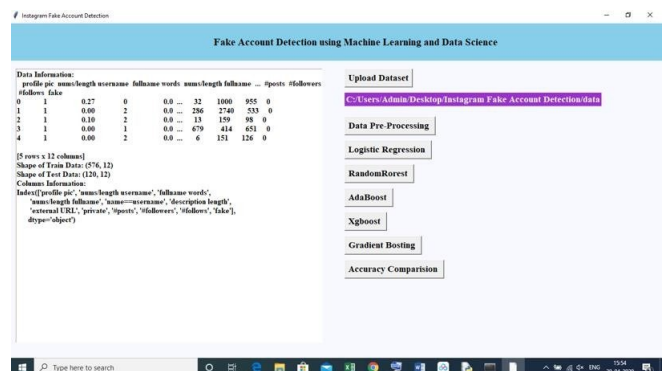 Instagram Fake Account Detection
Fake Account Detection using Machine Learning and Data Science
Data Information:
profile pic nums/length username fullname words nums/length fullname ... #posts #followers
#follows fake
0 1 0.27 0 0.0 ... 32 1000 955 0
1 1 0.00 2 0.0 ... 286 2740 533 0
2 1 0.10 2 0.0 ... 13 159 98 0
3 1 0.00 1 0.0 ... 679 414 651 0
4 1 0.00 2 0.0 ... 6 151 126 0
[5 rows x 12 columns]
Shape of Train Data: (576, 12)
Shape of Test Data: (120, 12)
Columns Information:
Index(['profile pic', 'nums/length username', 'fullname words',
'nums/length fullname', 'name==username', 'description length',
'external URL', 'private', '#posts', '#followers', '#follows', 'fake'],
dtype='object')
Upload Dataset
C:/Users/Admin/Desktop/Instagram Fake Account Detection/data
Data Pre-Processing
Logistic Regression
RandomRorest
AdaBoost
Xgboost
Gradient Bosting
Accuracy Comparision
Type here to search
ENG
15:54